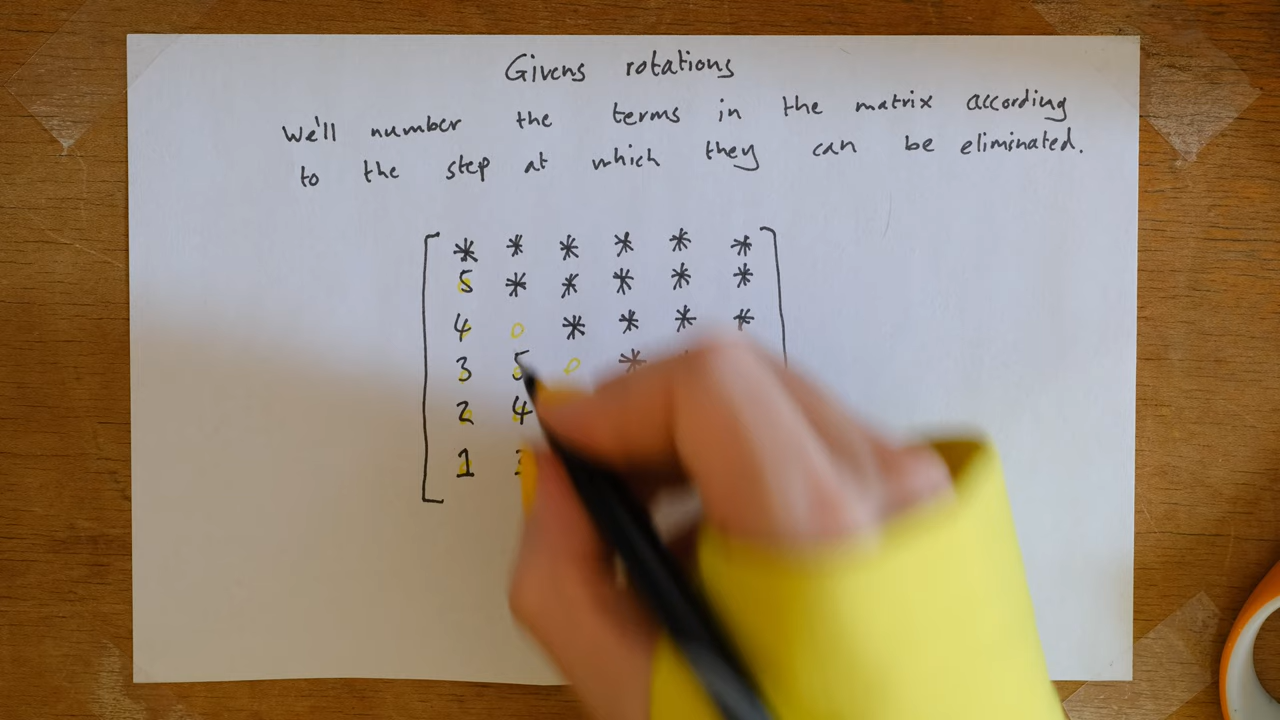 Givens rotations
We'll number the terms in the matrix according
to the step at which they can be eliminated.
* * * * * *
5 * * * * *
4 0 * * * *
3 5 0 *
2 4
1